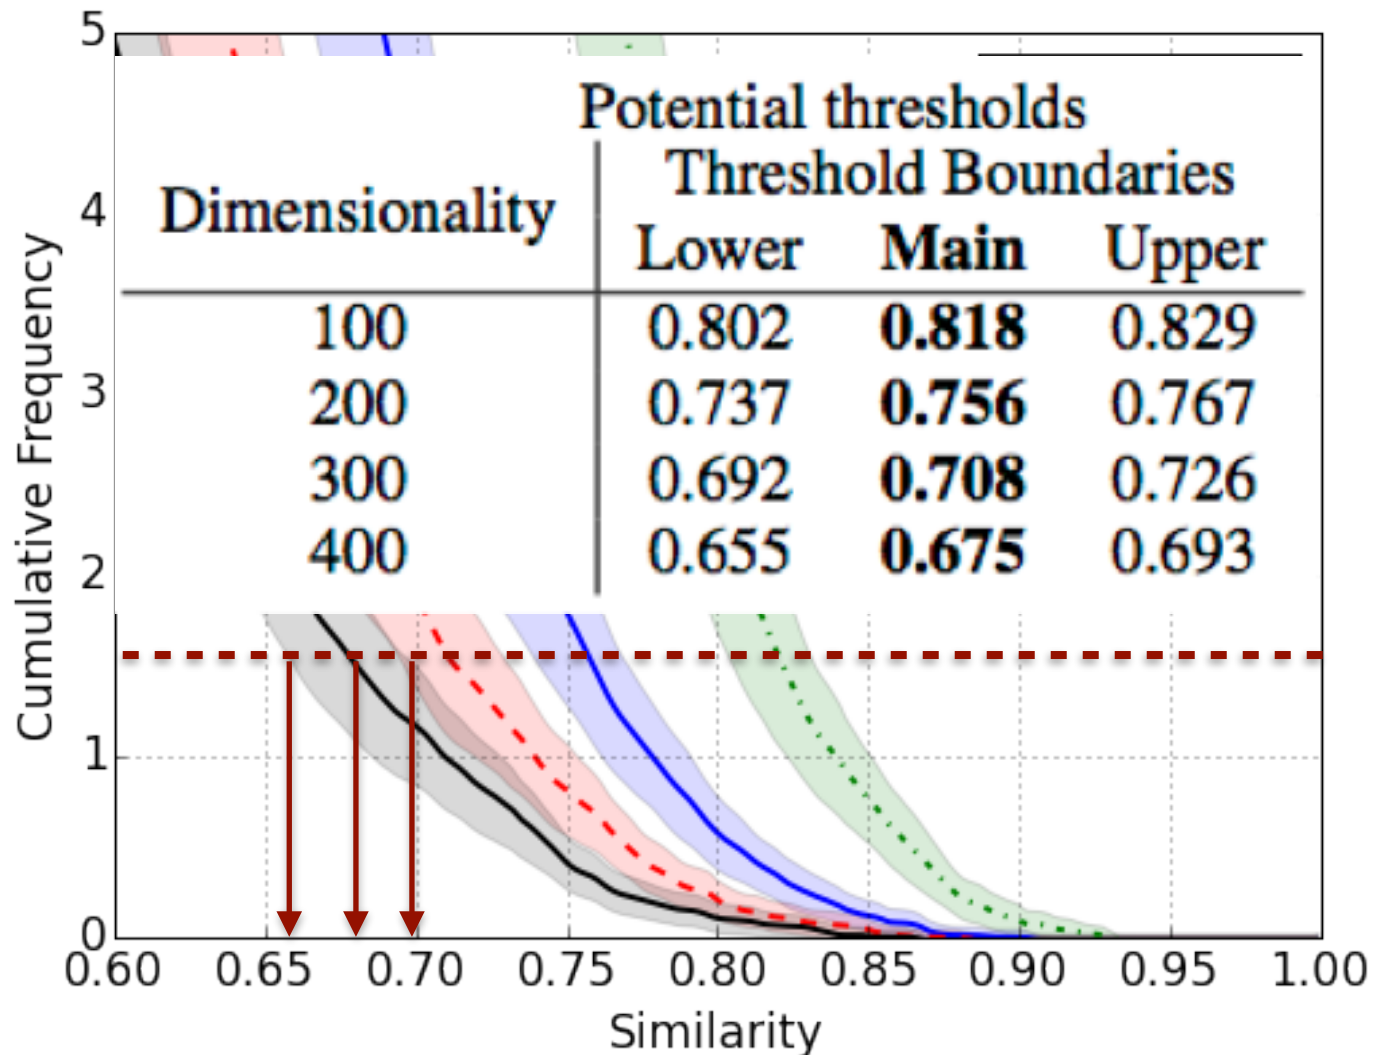 5
Potential thresholds
Threshold Boundaries
Dimensionality
Lower Main Upper
100 0.802 0.818 0.829
200 0.737 0.756 0.767
300 0.692 0.708 0.726
400 0.655 0.675 0.693
4
3
2
1
0
Cumulative Frequency
0.60 0.65 0.70 0.75 0.80 0.85 0.90 0.95 1.00
Similarity